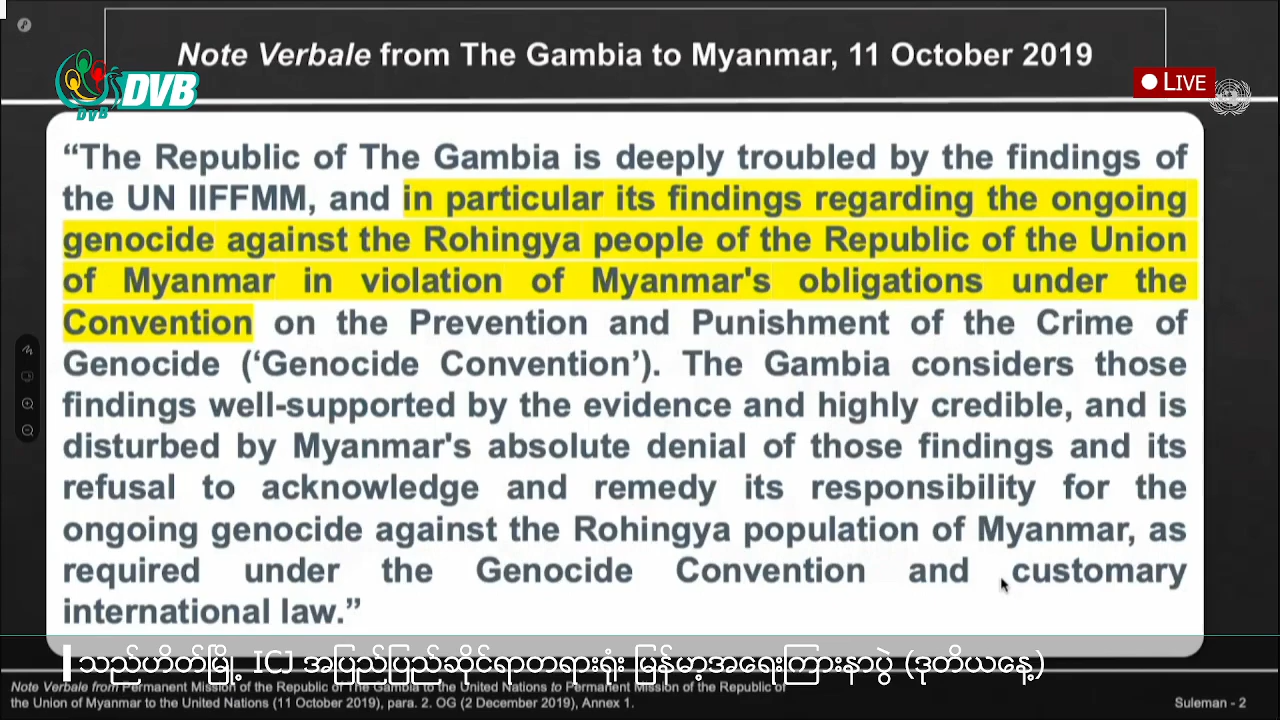 Note Verbale from The Gambia to Myanmar, 11 October 2019
DVB
DVB
LIVE
“The Republic of The Gambia is deeply troubled by the findings of
the UN IIFFMM, and in particular its findings regarding the ongoing
genocide against the Rohingya people of the Republic of the Union
of Myanmar in violation of Myanmar's obligations under the
Convention on the Prevention and Punishment of the Crime of
Genocide (‘Genocide Convention’). The Gambia considers those
findings well-supported by the evidence and highly credible, and is
disturbed by Myanmar's absolute denial of those findings and its
refusal to acknowledge and remedy its responsibility for the
ongoing genocide against the Rohingya population of Myanmar, as
required under the Genocide Convention and customary
international law.”
သည်ဟိတ်မြို့ ICJ အပြည်ပြည်ဆိုင်ရာတရားရုံး မြန်မာ့အရေးကြားနာပွဲ (ဒုတိယနေ့)
Note Verbale from Permanent Mission of the Republic of The Gambia to the United Nations to Permanent Mission of the Republic of
the Union of Myanmar to the United Nations (11 October 2019), para. 2. OG (2 December 2019), Annex 1.
Suleman - 2